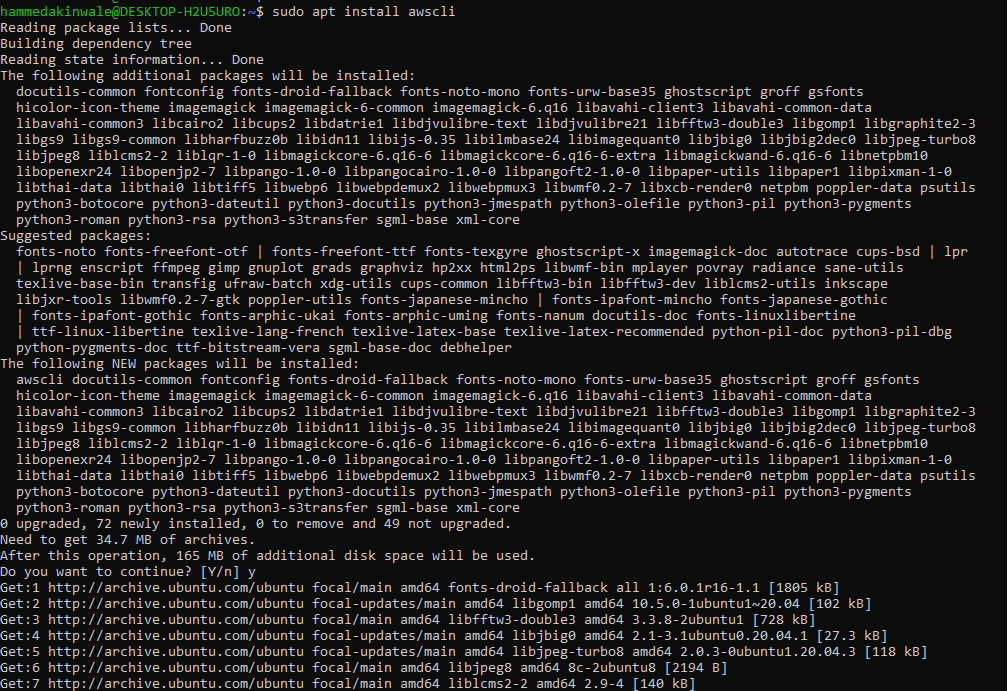 hammedakinwale@DESKTOP-H2U5URO:~$ sudo apt install awscli
Reading package lists... Done
Building dependency tree
Reading state information... Done
The following additional packages will be installed:
  docutils-common fontconfig fonts-droid-fallback fonts-noto-mono fonts-urw-base35 ghostscript groff gsfonts
  hicolor-icon-theme imagemagick imagemagick-6-common imagemagick-6.q16 libavahi-client3 libavahi-common-data
  libavahi-common3 libcairo2 libcups2 libdatrie1 libdjvulibre-text libdjvulibre21 libfftw3-double3 libgomp1 libgraphite2-3
  libgs9 libgs9-common libharfbuzz0b libidn11 libijs-0.35 libilmbase24 libimagequant0 libjbig0 libjbig2dec0 libjpeg-turbo8
  libjpeg8 liblcms2-2 liblqr-1-0 libmagickcore-6.q16-6 libmagickcore-6.q16-6-extra libmagickwand-6.q16-6 libnetpbm10
  libopenexr24 libopenjp2-7 libpango-1.0-0 libpangocairo-1.0-0 libpangoft2-1.0-0 libpaper-utils libpaper1 libpixman-1-0
  libthai-data libthai0 libtiff5 libwebp6 libwebpdemux2 libwebpmux3 libwmf0.2-7 libxcb-render0 netpbm poppler-data psutils
  python3-botocore python3-dateutil python3-docutils python3-jmespath python3-olefile python3-pil python3-pygments
  python3-roman python3-rsa python3-s3transfer sgml-base xml-core
Suggested packages:
  fonts-noto fonts-freefont-otf | fonts-freefont-ttf fonts-texgyre ghostscript-x imagemagick-doc autotrace cups-bsd | lpr
  | lprng enscript ffmpeg gimp gnuplot grads graphviz hp2xx html2ps libwmf-bin mplayer povray radiance sane-utils
  texlive-base-bin transfig ufraw-batch xdg-utils cups-common libfftw3-bin libfftw3-dev liblcms2-utils inkscape
  libjxr-tools libwmf0.2-7-gtk poppler-utils fonts-japanese-mincho | fonts-ipafont-mincho fonts-japanese-gothic
  | fonts-ipafont-gothic fonts-arphic-ukai fonts-arphic-uming fonts-nanum docutils-doc fonts-linuxlibertine
  | ttf-linux-libertine texlive-lang-french texlive-latex-base texlive-latex-recommended python-pil-doc python3-pil-dbg
  python-pygments-doc ttf-bitstream-vera sgml-base-doc debhelper
The following NEW packages will be installed:
  awscli docutils-common fontconfig fonts-droid-fallback fonts-noto-mono fonts-urw-base35 ghostscript groff gsfonts
  hicolor-icon-theme imagemagick imagemagick-6-common imagemagick-6.q16 libavahi-client3 libavahi-common-data
  libavahi-common3 libcairo2 libcups2 libdatrie1 libdjvulibre-text libdjvulibre21 libfftw3-double3 libgomp1 libgraphite2-3
  libgs9 libgs9-common libharfbuzz0b libidn11 libijs-0.35 libilmbase24 libimagequant0 libjbig0 libjbig2dec0 libjpeg-turbo8
  libjpeg8 liblcms2-2 liblqr-1-0 libmagickcore-6.q16-6 libmagickcore-6.q16-6-extra libmagickwand-6.q16-6 libnetpbm10
  libopenexr24 libopenjp2-7 libpango-1.0-0 libpangocairo-1.0-0 libpangoft2-1.0-0 libpaper-utils libpaper1 libpixman-1-0
  libthai-data libthai0 libtiff5 libwebp6 libwebpdemux2 libwebpmux3 libwmf0.2-7 libxcb-render0 netpbm poppler-data psutils
  python3-botocore python3-dateutil python3-docutils python3-jmespath python3-olefile python3-pil python3-pygments
  python3-roman python3-rsa python3-s3transfer sgml-base xml-core
0 upgraded, 72 newly installed, 0 to remove and 49 not upgraded.
Need to get 34.7 MB of archives.
After this operation, 165 MB of additional disk space will be used.
Do you want to continue? [Y/n] y
Get:1 http://archive.ubuntu.com/ubuntu focal/main amd64 fonts-droid-fallback all 1:6.0.1r16-1.1 [1805 kB]
Get:2 http://archive.ubuntu.com/ubuntu focal-updates/main amd64 libgomp1 amd64 10.5.0-1ubuntu1~20.04 [102 kB]
Get:3 http://archive.ubuntu.com/ubuntu focal/main amd64 libfftw3-double3 amd64 3.3.8-2ubuntu1 [728 kB]
Get:4 http://archive.ubuntu.com/ubuntu focal-updates/main amd64 libjbig0 amd64 2.1-3.1ubuntu0.20.04.1 [27.3 kB]
Get:5 http://archive.ubuntu.com/ubuntu focal-updates/main amd64 libjpeg-turbo8 amd64 2.0.3-0ubuntu1.20.04.3 [118 kB]
Get:6 http://archive.ubuntu.com/ubuntu focal/main amd64 libjpeg8 amd64 8c-2ubuntu8 [2194 B]
Get:7 http://archive.ubuntu.com/ubuntu focal/main amd64 liblcms2-2 amd64 2.9-4 [140 kB]